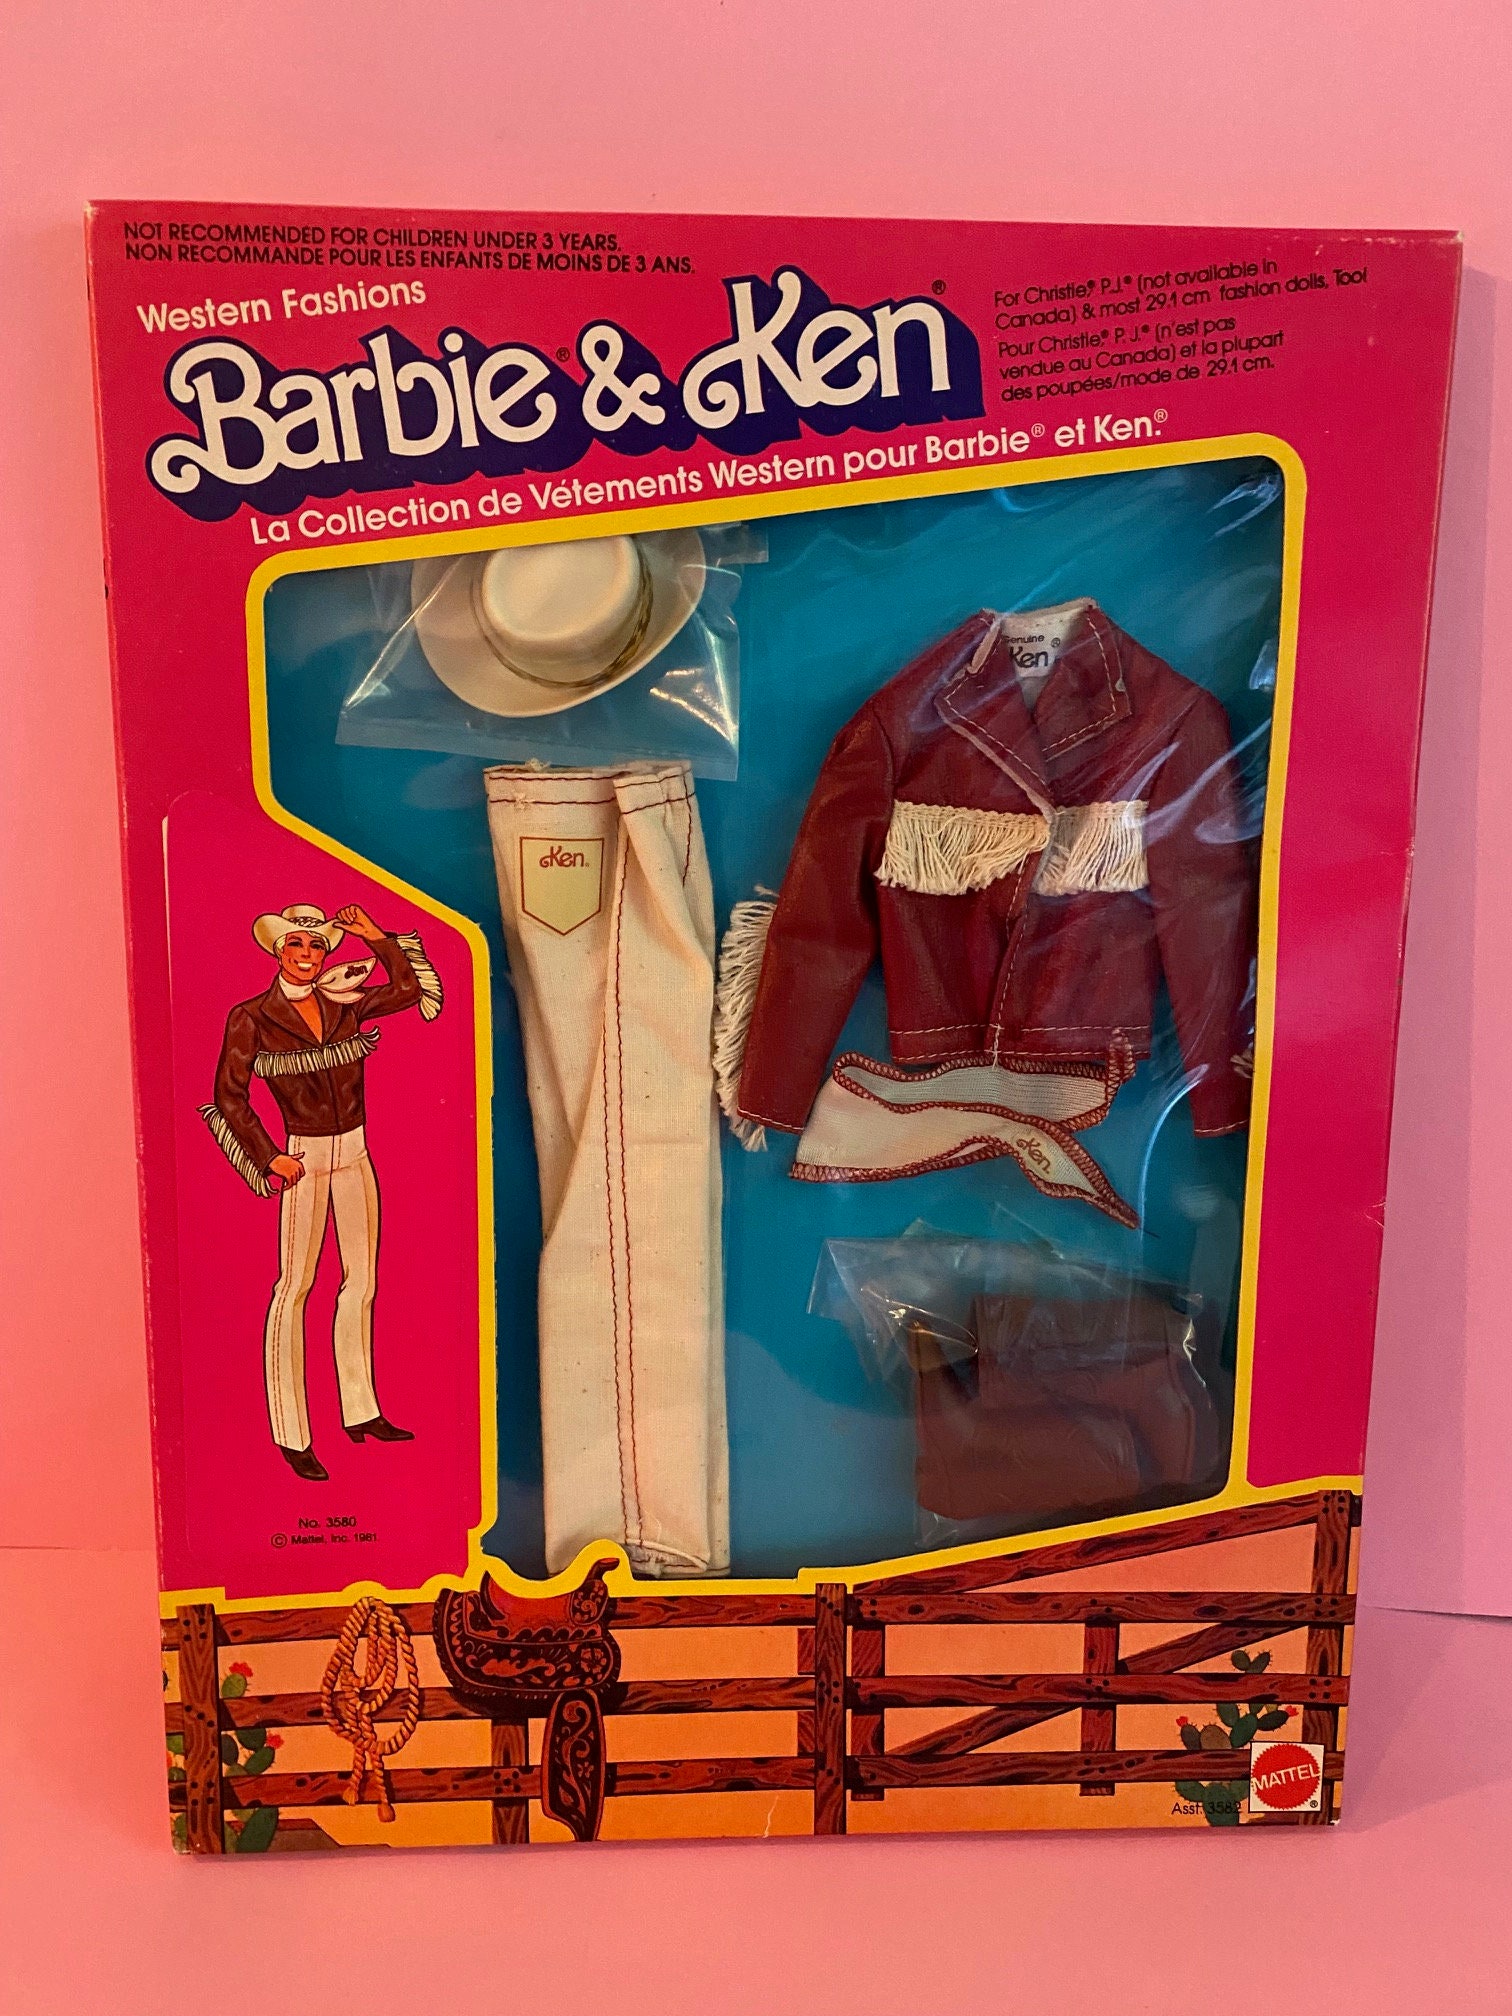 NOT RECOMMENDED FOR CHILDREN UNDER 3 YEARS.
NON RECOMMANDE POUR LES ENFANTS DE MOINS DE 3 ANS.
Western Fashions
Barbie® & Ken®
For Christie,® P.J.® (not available in
Canada) & most 29.1 cm fashion dolls, Too!
Pour Christie,® P. J.® (n'est pas
vendue au Canada) et la plupart
des poupées/mode de 29.1 cm.
La Collection de Vétements Western pour Barbie® et Ken.®
Genuine
Ken®
Ken.
Ken
Ken.
No. 3580
© Mattel, Inc. 1981
MATTEL®
Asst. 3582